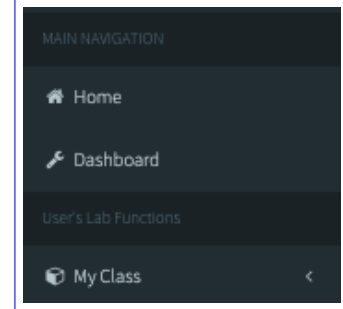 MAIN NAVIGATION
Home
Dashboard
User's Lab Functions
My Class